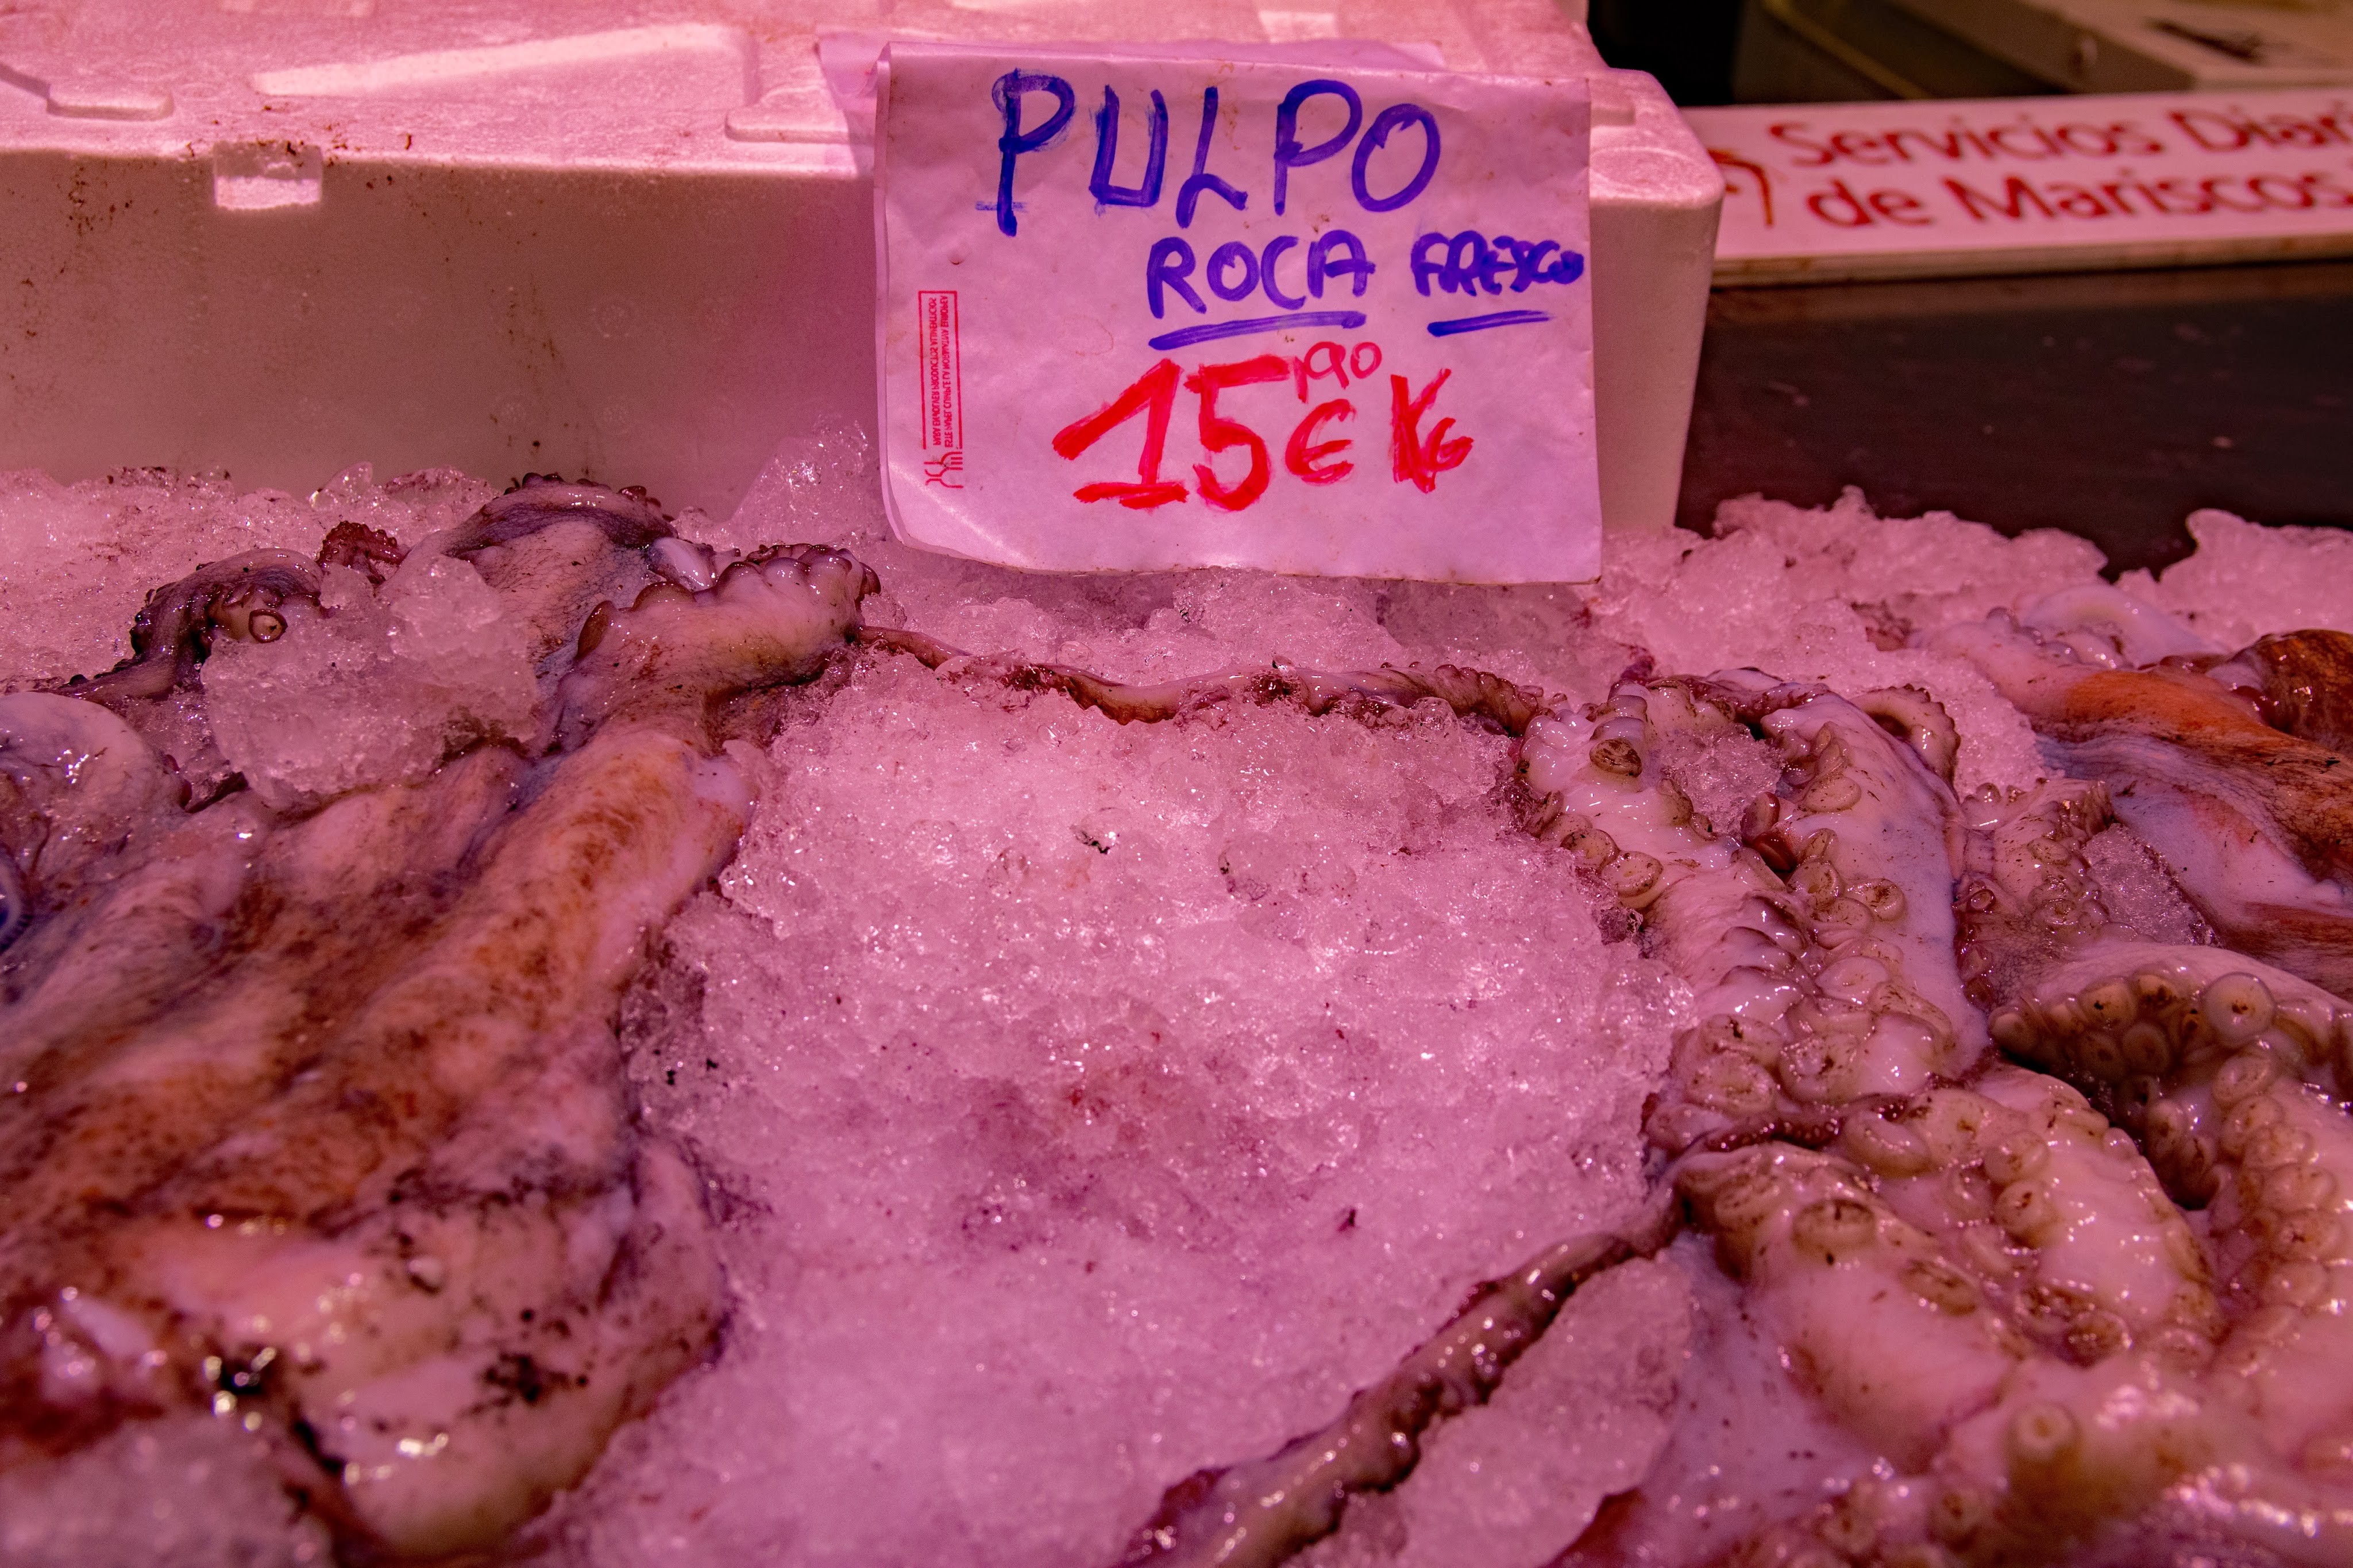 PULPO
ROCA FRESCO
15,90 € KG
Servicios Diar
de Mariscos